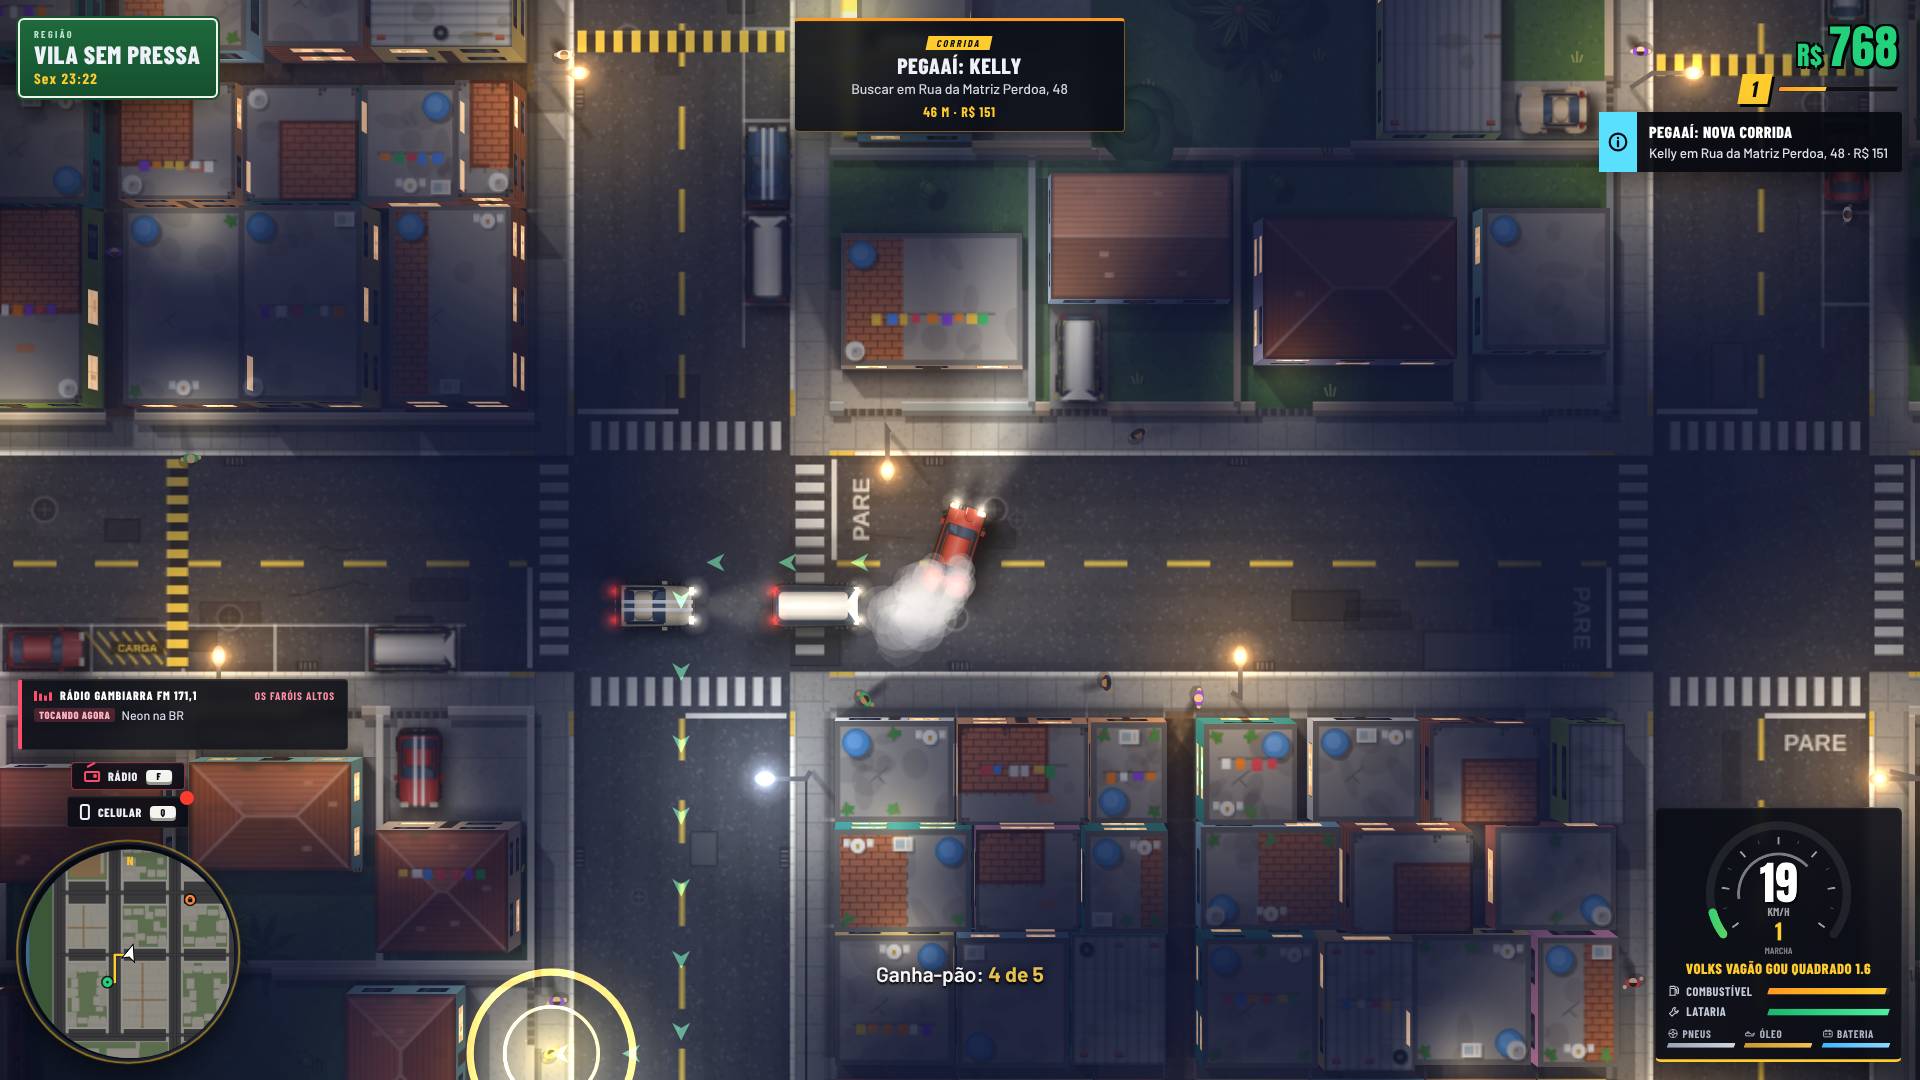 REGIÃO
VILA SEM PRESSA
Sex 23:22
CORRIDA
PEGAAÍ: KELLY
Buscar em Rua da Matriz Perdoa, 48
46 M · R$ 151
R$ 768
1
PEGAAÍ: NOVA CORRIDA
Kelly em Rua da Matriz Perdoa, 48 · R$ 151
PARE
PARE
CARGA
RÁDIO GAMBIARRA FM 171,1
OS FARÓIS ALTOS
TOCANDO AGORA Neon na BR
RÁDIO F
CELULAR Q
N
PARE
Ganha-pão: 4 de 5
19
KM/H
1
MARCHA
VOLKS VAGÃO GOU QUADRADO 1.6
COMBUSTÍVEL
LATARIA
PNEUS
ÓLEO
BATERIA